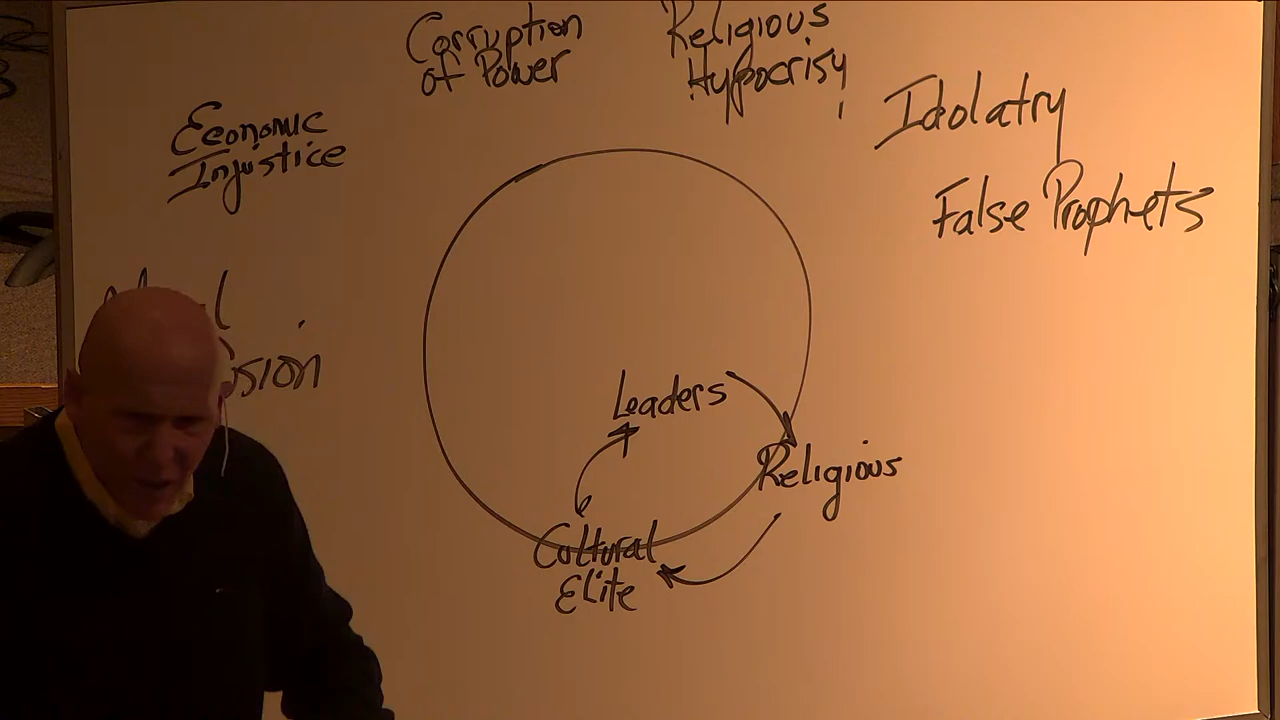 Corruption
of Power
Religious
Hypocrisy
Idolatry
False Prophets
Economic
Injustice
Leaders
Religious
Cultural
Elite